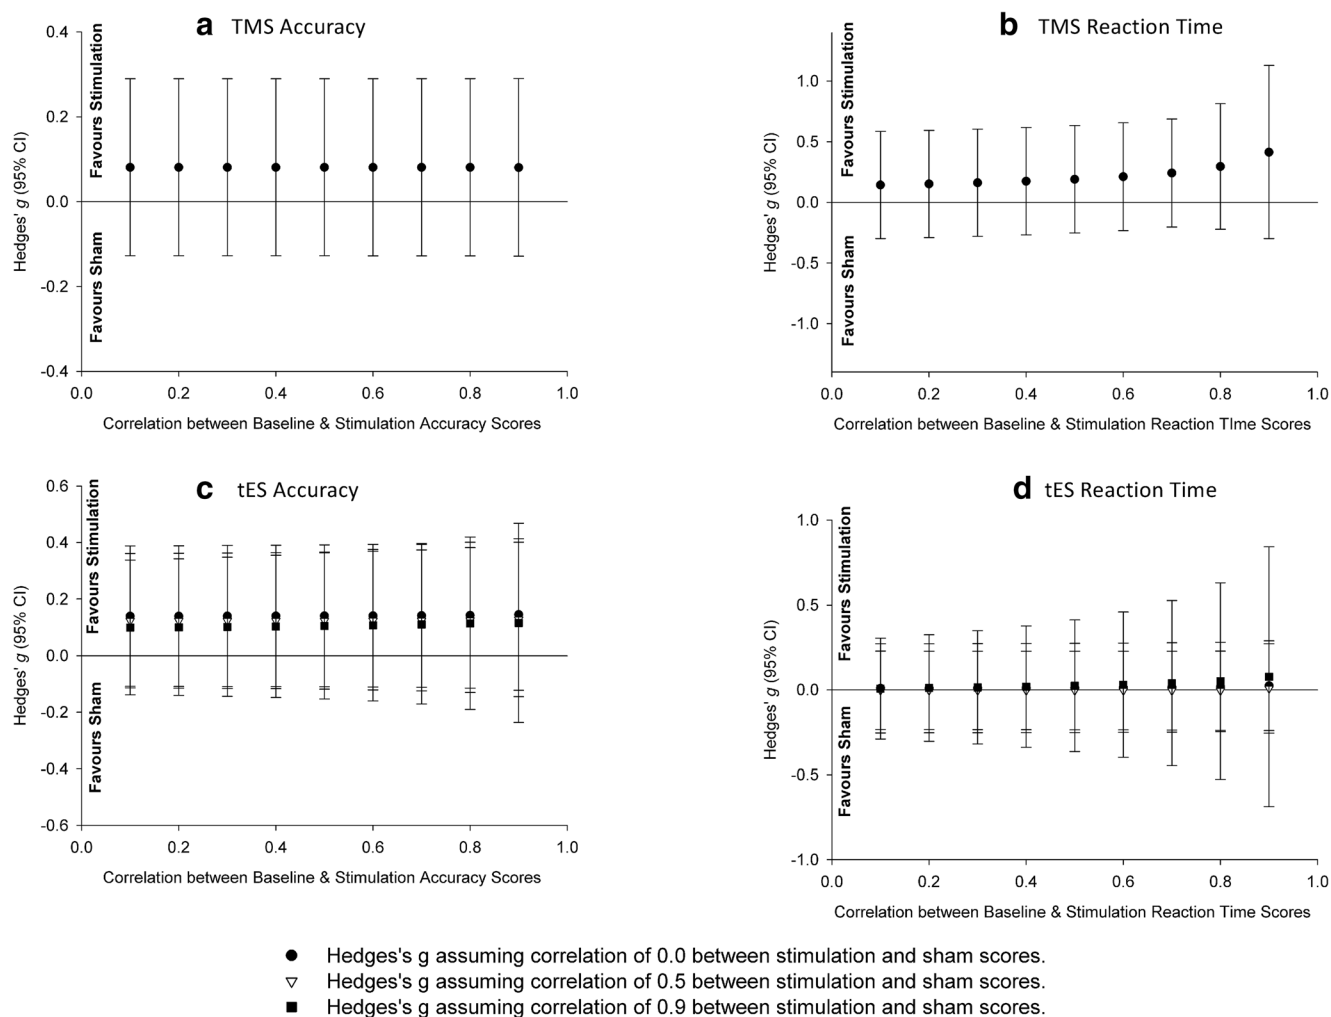 a TMS Accuracy
0.4
0.2
0.0
-0.2
-0.4
Hedges' g (95% CI)
Favours Stimulation
Favours Sham
0.0 0.2 0.4 0.6 0.8 1.0
Correlation between Baseline & Stimulation Accuracy Scores
b TMS Reaction Time
1.0
0.5
0.0
-0.5
-1.0
Hedges' g (95% CI)
Favours Stimulation
Favours Sham
0.0 0.2 0.4 0.6 0.8 1.0
Correlation between Baseline & Stimulation Reaction TIme Scores
c tES Accuracy
0.6
0.4
0.2
0.0
-0.2
-0.4
-0.6
Hedges' g (95% CI)
Favours Stimulation
Favours Sham
0.0 0.2 0.4 0.6 0.8 1.0
Correlation between Baseline & Stimulation Accuracy Scores
d tES Reaction Time
1.0
0.5
0.0
-0.5
-1.0
Hedges' g (95% CI)
Favours Stimulation
Favours Sham
0.0 0.2 0.4 0.6 0.8 1.0
Correlation between Baseline & Stimulation Reaction Time Scores
Hedges's g assuming correlation of 0.0 between stimulation and sham scores.
Hedges's g assuming correlation of 0.5 between stimulation and sham scores.
Hedges's g assuming correlation of 0.9 between stimulation and sham scores.